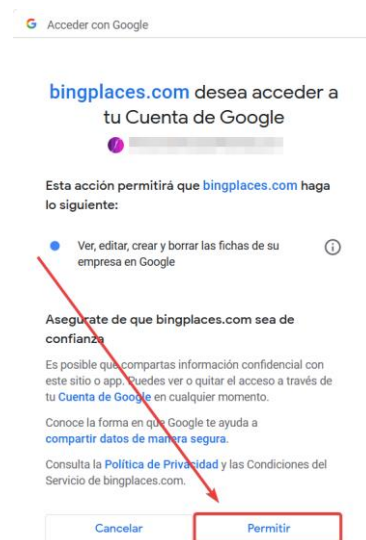 Acceder con Google
bingplaces.com desea acceder a
tu Cuenta de Google
Esta acción permitirá que bingplaces.com haga
lo siguiente:
Ver, editar, crear y borrar las fichas de su
empresa en Google
Asegúrate de que bingplaces.com sea de
confianza
Es posible que compartas información confidencial con
este sitio o app. Puedes ver o quitar el acceso a través de
tu Cuenta de Google en cualquier momento.
Conoce la forma en que Google te ayuda a
compartir datos de manera segura.
Consulta la Política de Privacidad y las Condiciones del
Servicio de bingplaces.com.
Cancelar Permitir